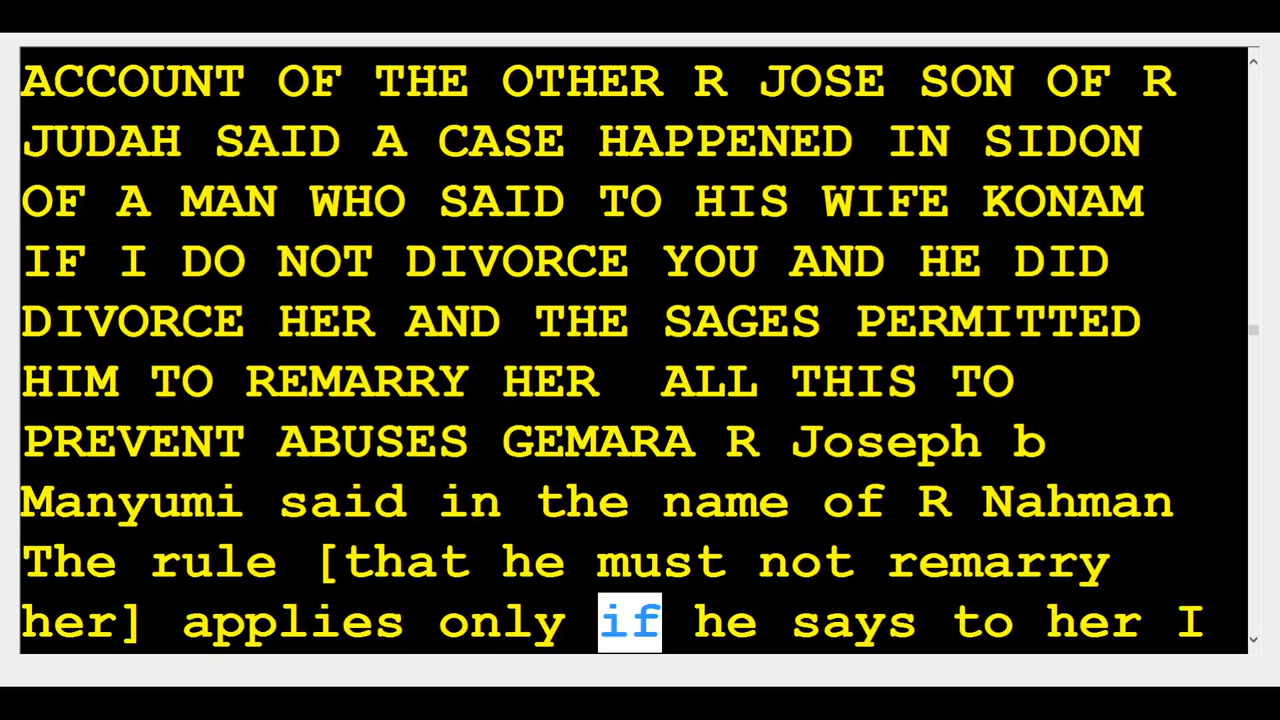 ACCOUNT OF THE OTHER R JOSE SON OF R
JUDAH SAID A CASE HAPPENED IN SIDON
OF A MAN WHO SAID TO HIS WIFE KONAM
IF I DO NOT DIVORCE YOU AND HE DID
DIVORCE HER AND THE SAGES PERMITTED
HIM TO REMARRY HER  ALL THIS TO
PREVENT ABUSES GEMARA R Joseph b
Manyumi said in the name of R Nahman
The rule [that he must not remarry
her] applies only if he says to her I